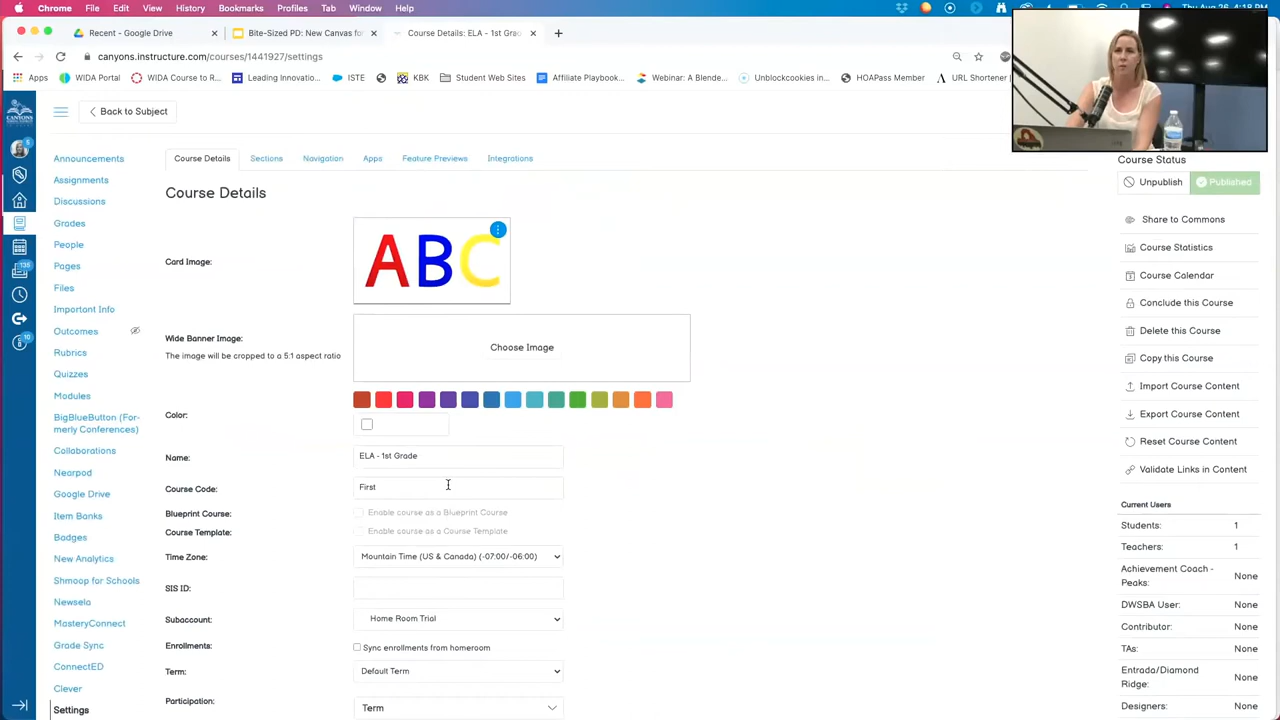 Chrome File Edit View History Bookmarks Profiles Tab Window Help
Thu Aug 26 4:18 PM
Recent - Google Drive
Bite-Sized PD: New Canvas fo
Course Details: ELA - 1st Grad
canyons.instructure.com/courses/1441927/settings
Apps
WIDA Portal
WIDA Course to R...
Leading Innovatio...
ISTE
KBK
Student Web Sites
Affiliate Playbook...
Webinar: A Blende...
Unblockcookies in...
HOAPass Member
URL Shortener
Back to Subject
Announcements
Assignments
Discussions
Grades
People
Pages
Files
Important Info
Outcomes
Rubrics
Quizzes
Modules
BigBlueButton (For-
merly Conferences)
Collaborations
Nearpod
Google Drive
Item Banks
Badges
New Analytics
Shmoop for Schools
Newsela
MasteryConnect
Grade Sync
ConnectED
Clever
Settings
135
10
Course Details
Sections
Navigation
Apps
Feature Previews
Integrations
Course Details
Card Image:
ABC
Wide Banner Image:
The image will be cropped to a 5:1 aspect ratio
Choose Image
Color:
Name:
ELA - 1st Grade
Course Code:
First
Blueprint Course:
Enable course as a Blueprint Course
Course Template:
Enable course as a Course Template
Time Zone:
Mountain Time (US & Canada) (-07:00/-06:00)
SIS ID:
Subaccount:
Home Room Trial
Enrollments:
Sync enrollments from homeroom
Term:
Default Term
Participation:
Term
Course Status
Unpublish
Published
Share to Commons
Course Statistics
Course Calendar
Conclude this Course
Delete this Course
Copy this Course
Import Course Content
Export Course Content
Reset Course Content
Validate Links in Content
Current Users
Students: 1
Teachers: 1
Achievement Coach - None
Peaks:
DWSBA User: None
Contributor: None
TAs: None
Entrada/Diamond None
Ridge:
Designers: None